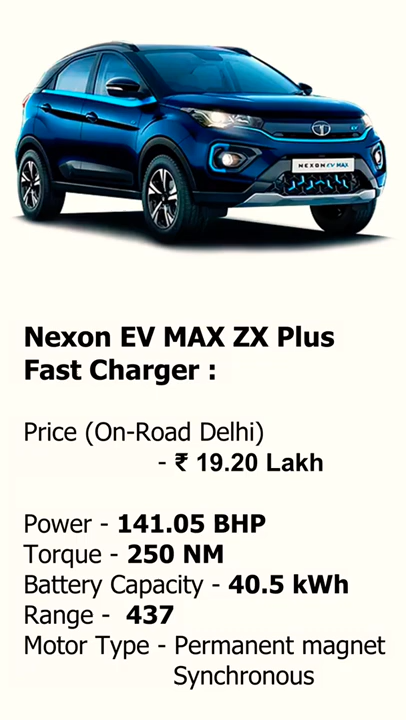 NEXON EV MAX
Nexon EV MAX ZX Plus
Fast Charger :
Price (On-Road Delhi)
- ₹ 19.20 Lakh
Power - 141.05 BHP
Torque - 250 NM
Battery Capacity - 40.5 kWh
Range - 437
Motor Type - Permanent magnet
Synchronous